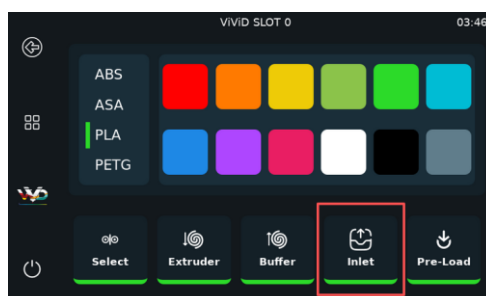 ViViD SLOT 0
03:46
ABS
ASA
PLA
PETG
Select
Extruder
Buffer
Inlet
Pre-Load